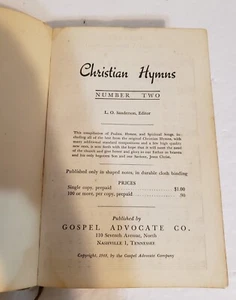 Christian Hymns
NUMBER TWO
L. O. Sanderson, Editor
This compilation of Psalms, Hymns, and Spiritual Songs, including all of the best from the original Christian Hymns, with many additional standard compositions and a few high quality new ones, is sent forth with the hope that it will meet the need of the church and give honor and glory to our Father in heaven and his only begotten Son and our Saviour, Jesus Christ.
Published only in shaped notes, in durable cloth binding
PRICES
Single copy, prepaid $1.00
100 or more, per copy, prepaid
Published by
GOSPEL ADVOCATE CO.
110 Seventh Avenue, North
Nashville 1, Tennessee
Copyright, by the Gospel Advocate Company